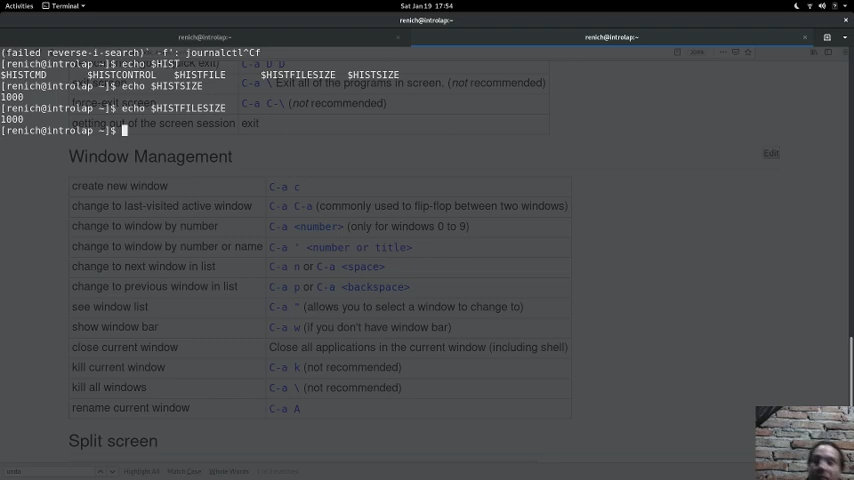 Activities Terminal Sat Jan 19 17:54
renich@introlap:~
renich@introlap:~ × renich@introlap:~ ×
(failed reverse-i-search)` -f': journalctl^Cf
[renich@introlap ~]$ echo $HIST
$HISTCMD $HISTCONTROL $HISTFILE $HISTFILESIZE $HISTSIZE
[renich@introlap ~]$ echo $HISTSIZE
1000
[renich@introlap ~]$ echo $HISTFILESIZE
1000
[renich@introlap ~]$
C-a D D
C-a \ Exit all of the programs in screen. (not recommended)
force-exit screen C-a C-\ (not recommended)
getting out of the screen session exit
Window Management Edit
create new window C-a c
change to last-visited active window C-a C-a (commonly used to flip-flop between two windows)
change to window by number C-a <number> (only for windows 0 to 9)
change to window by number or name C-a ' <number or title>
change to next window in list C-a n or C-a <space>
change to previous window in list C-a p or C-a <backspace>
see window list C-a " (allows you to select a window to change to)
show window bar C-a w (if you don't have window bar)
close current window Close all applications in the current window (including shell)
kill current window C-a k (not recommended)
kill all windows C-a \ (not recommended)
rename current window C-a A
Split screen
undo Highlight All Match Case Whole Words